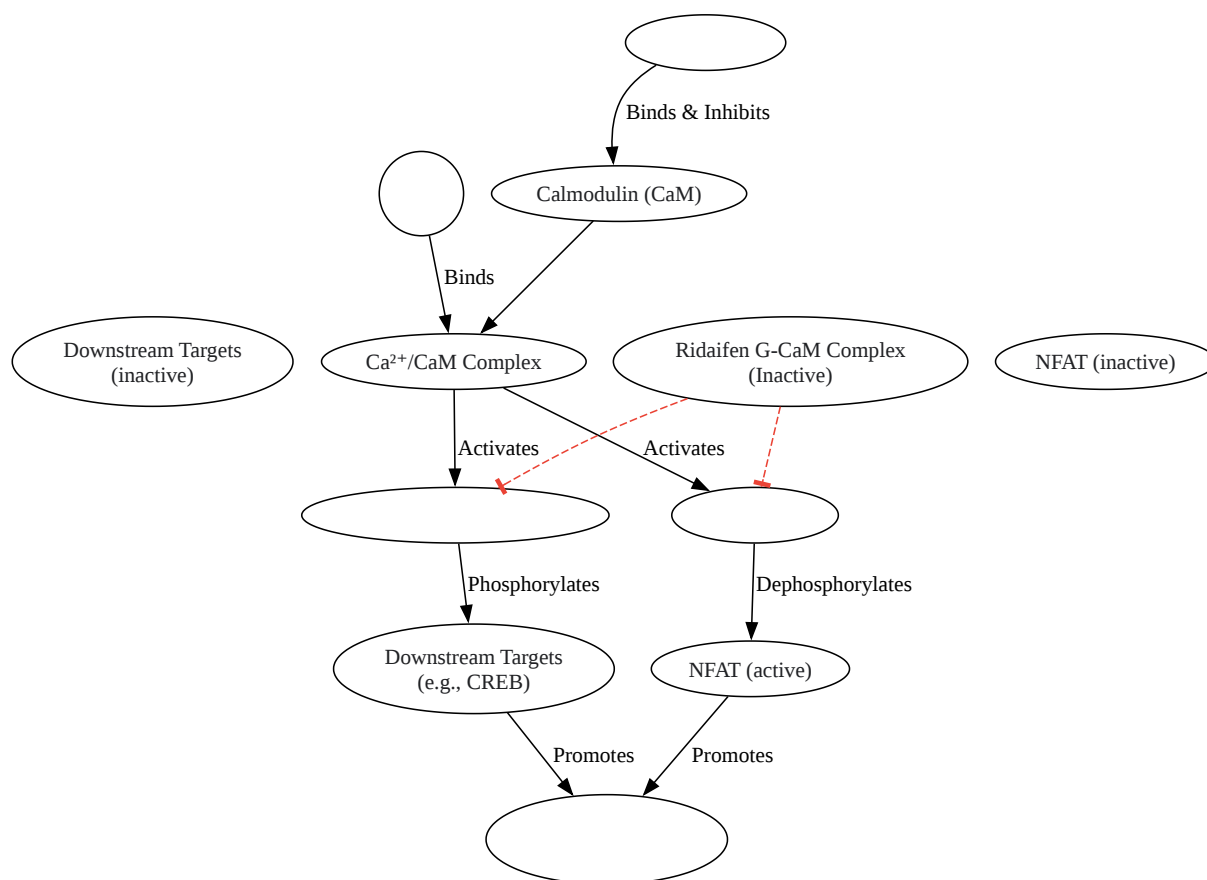 Binds & Inhibits
Calmodulin (CaM)
Binds
Downstream Targets
(inactive)
Ca²⁺/CaM Complex
Ridaifen G-CaM Complex
(Inactive)
NFAT (inactive)
Activates
Activates
Phosphorylates
Dephosphorylates
Downstream Targets
(e.g., CREB)
NFAT (active)
Promotes
Promotes